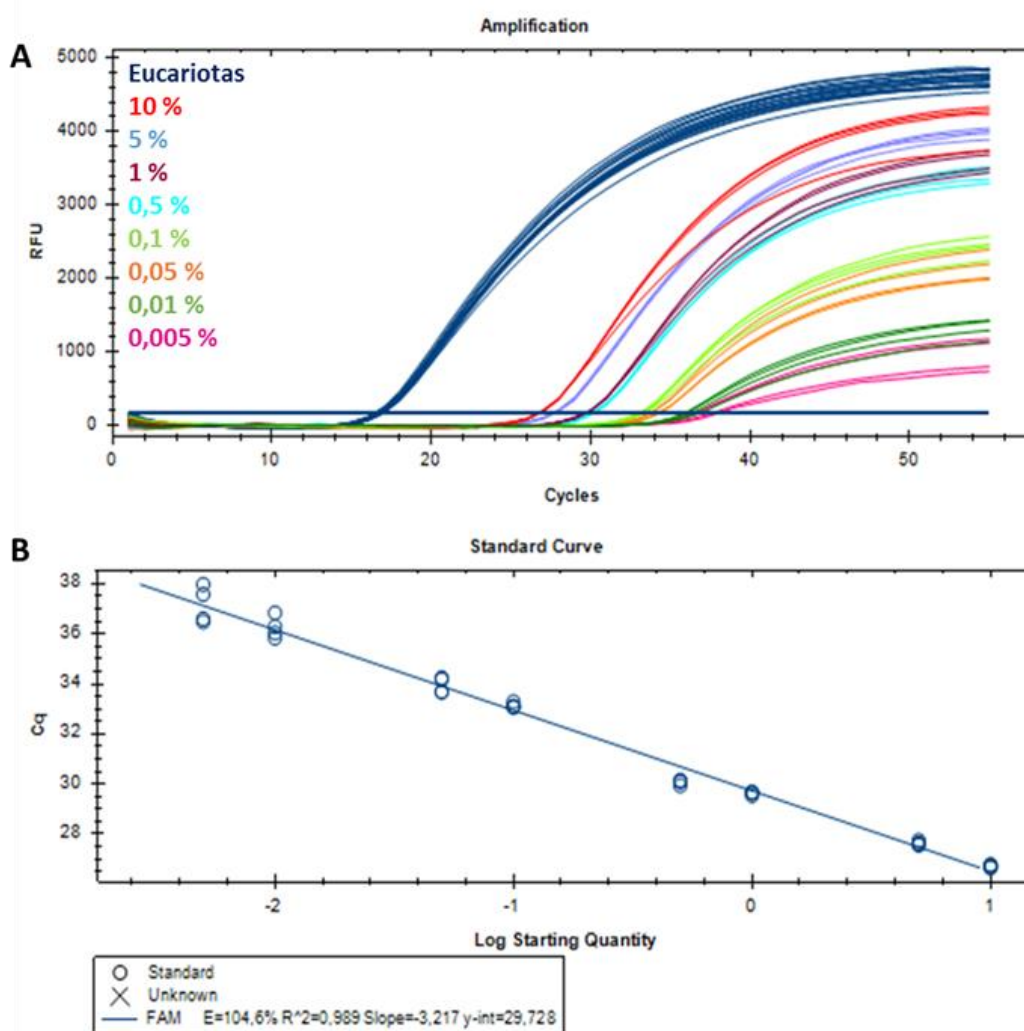 A
Amplification
5000
4000
3000
2000
1000
0
RFU
Eucariotas
10 %
5 %
1 %
0,5 %
0,1 %
0,05 %
0,01 %
0,005 %
0 10 20 30 40 50
Cycles
B
Standard Curve
38
36
34
32
30
28
Cq
-2 -1 0 1
Log Starting Quantity
Standard
Unknown
FAM E=104,6% R^2=0,989 Slope=-3,217 y-int=29,728